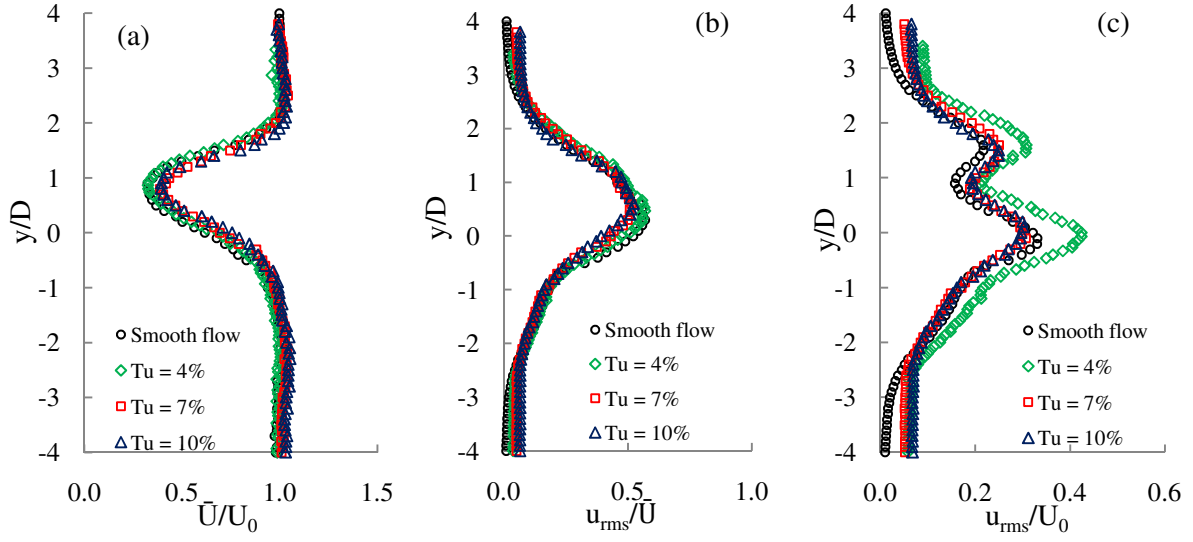 (a)
4
3
2
1
0
-1
-2
-3
-4
y/D
Smooth flow
Tu = 4%
Tu = 7%
Tu = 10%
0.0 0.5 1.0 1.5
Ū/U₀
(b)
4
3
2
1
0
-1
-2
-3
-4
y/D
Smooth flow
Tu = 4%
Tu = 7%
Tu = 10%
0.0 0.5 1.0
uᵣₘₛ/Ū
(c)
4
3
2
1
0
-1
-2
-3
-4
y/D
Smooth flow
Tu = 4%
Tu = 7%
Tu = 10%
0.0 0.2 0.4 0.6
uᵣₘₛ/U₀